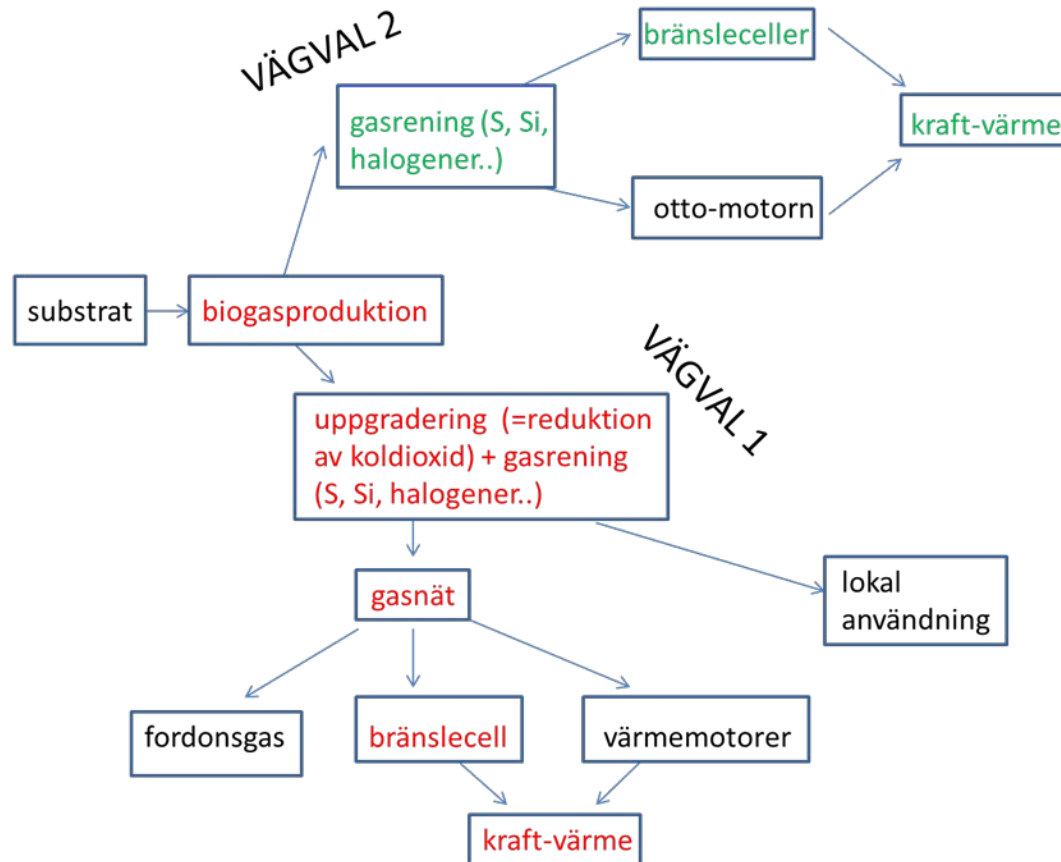 VÄGVAL 2
bränsleceller
gasrening (S, Si,
halogener..)
kraft-värme
otto-motorn
substrat
biogasproduktion
VÄGVAL 1
uppgradering (=reduktion
av koldioxid) + gasrening
(S, Si, halogener..)
gasnät
lokal
användning
fordonsgas
bränslecell
värmemotorer
kraft-värme